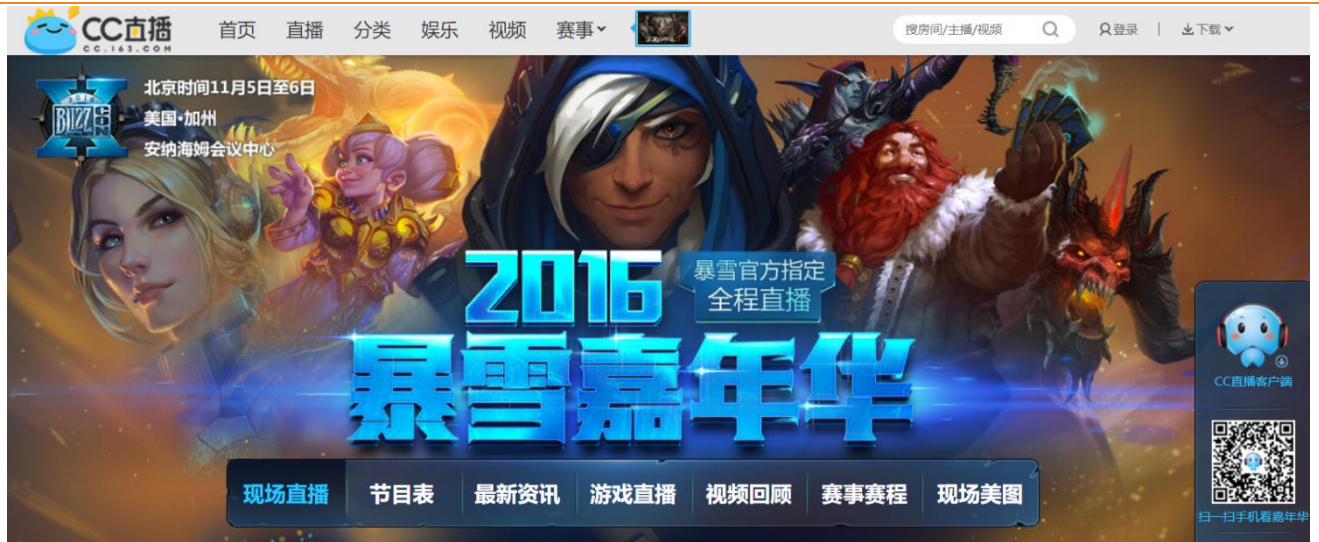 CC直播
CC.163.COM
首页
直播
分类
娱乐
视频
赛事
搜房间/主播/视频
登录
下载
BLIZZ
CON
北京时间11月5日至6日
美国·加州
安纳海姆会议中心
2016
暴雪官方指定
全程直播
暴雪嘉年华
现场直播
节目表
最新资讯
游戏直播
视频回顾
赛事赛程
现场美图
CC直播客户端
扫一扫手机看嘉年华